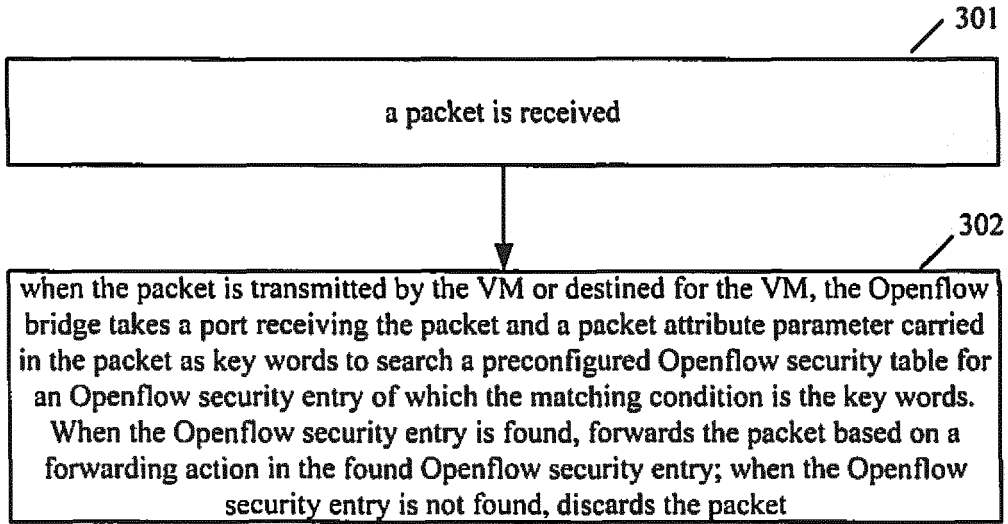 301
a packet is received
302
when the packet is transmitted by the VM or destined for the VM, the Openflow
bridge takes a port receiving the packet and a packet attribute parameter carried
in the packet as key words to search a preconfigured Openflow security table for
an Openflow security entry of which the matching condition is the key words.
When the Openflow security entry is found, forwards the packet based on a
forwarding action in the found Openflow security entry; when the Openflow
security entry is not found, discards the packet